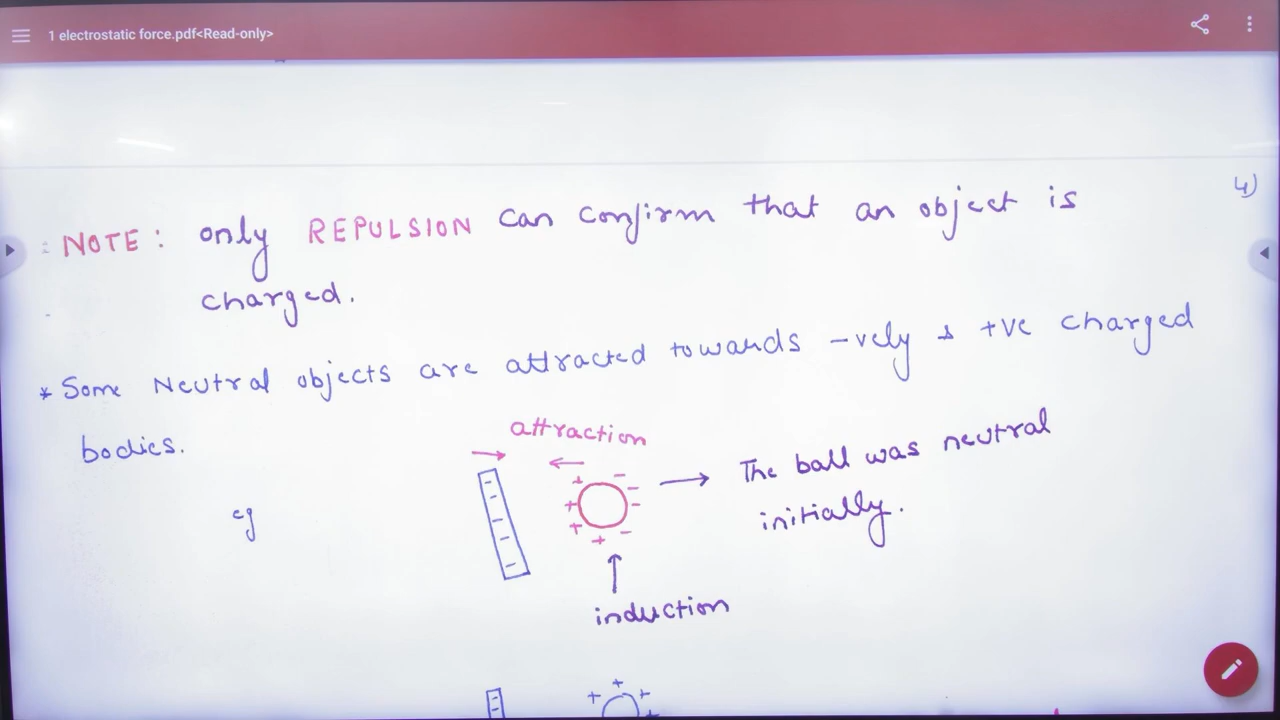 1 electrostatic force.pdf<Read-only>
4)
NOTE: only REPULSION can confirm that an object is
charged.
* Some Neutral objects are attracted towards -vely & +ve charged
bodies.
attraction
The ball was neutral
initially.
eg
induction